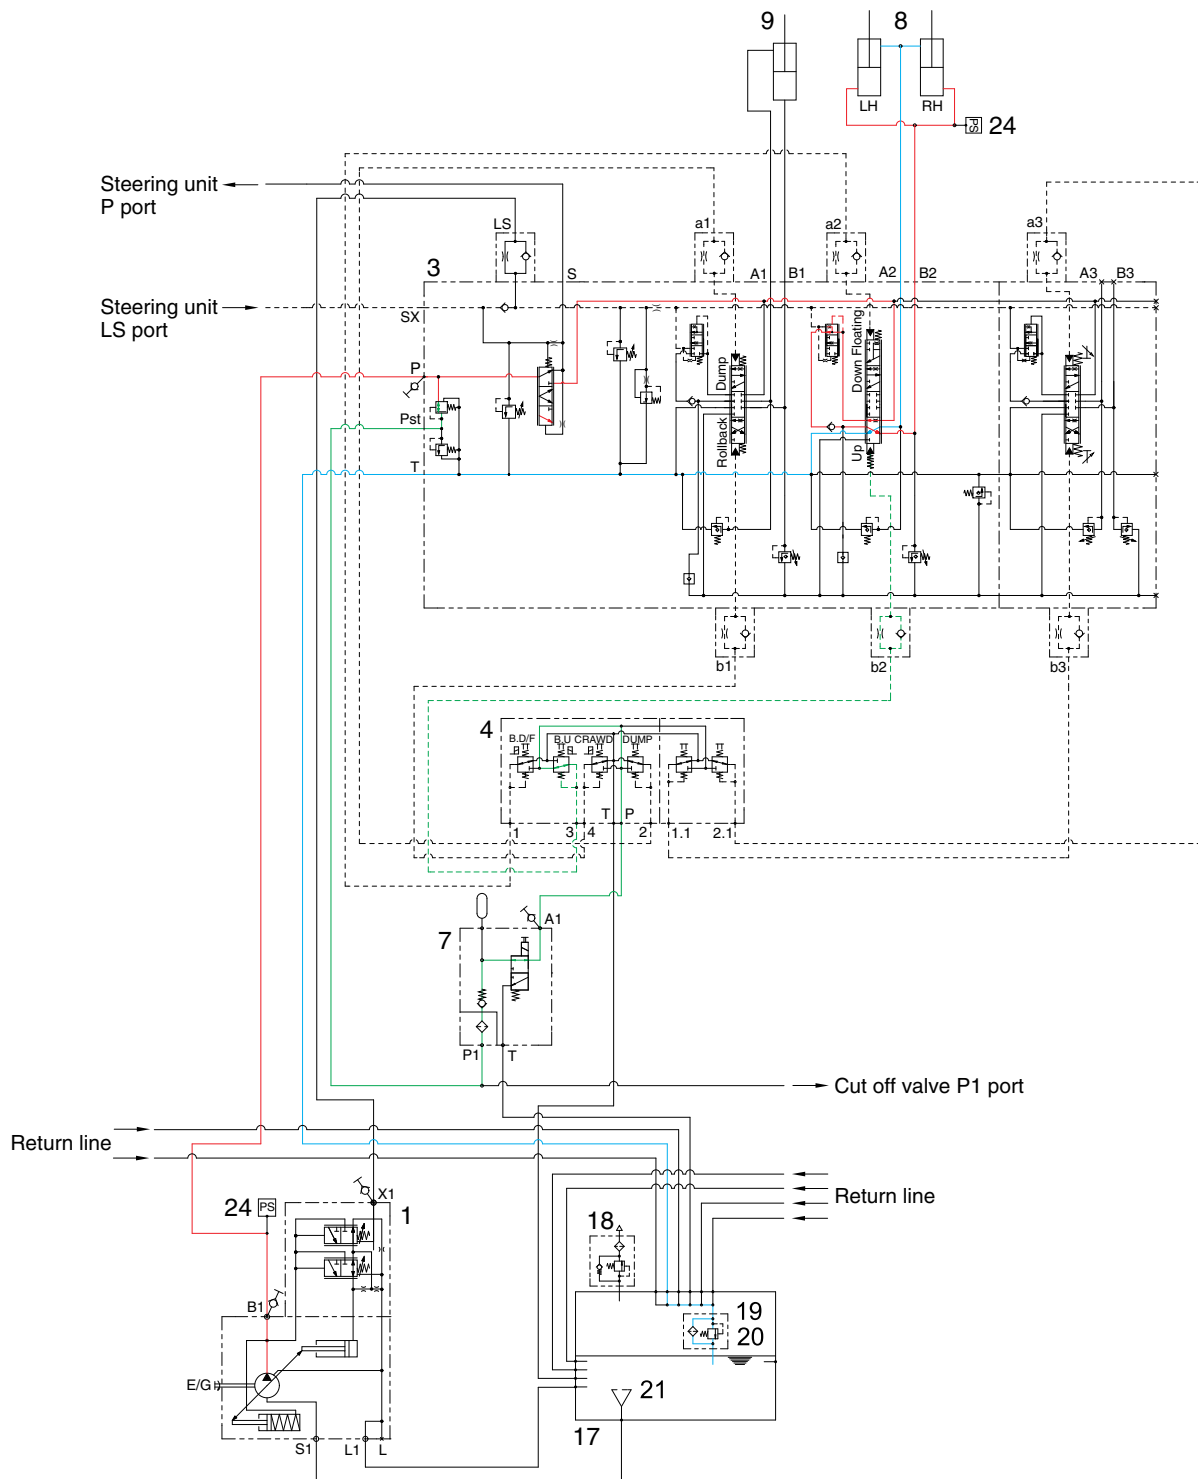 9
8
LH
RH
PS
24
Steering unit
P port
LS
a1
a2
a3
3
S
A1
B1
A2
B2
A3
B3
Steering unit
LS port
SX
P
Pst
T
Dump
Rollback
Down Floating
Up
b1
b2
b3
4
B.D/F
B.U
CRAWD
DUMP
T
P
1
3
4
2
1.1
2.1
7
A1
P1
T
Cut off valve P1 port
Return line
Return line
24
PS
X1
1
18
B1
19
20
E/G
21
17
S1
L1
L